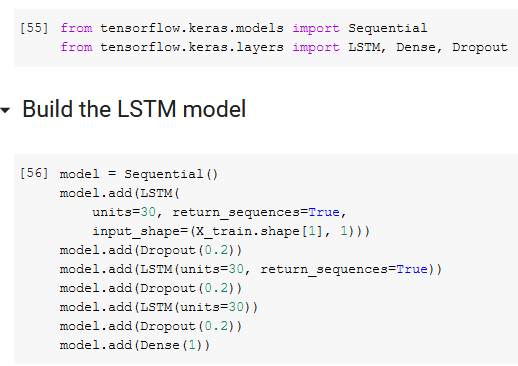 [55] from tensorflow.keras.models import Sequential
from tensorflow.keras.layers import LSTM, Dense, Dropout
Build the LSTM model
[56] model = Sequential()
model.add(LSTM(
    units=30, return_sequences=True,
    input_shape=(X_train.shape[1], 1)))
model.add(Dropout(0.2))
model.add(LSTM(units=30, return_sequences=True))
model.add(Dropout(0.2))
model.add(LSTM(units=30))
model.add(Dropout(0.2))
model.add(Dense(1))